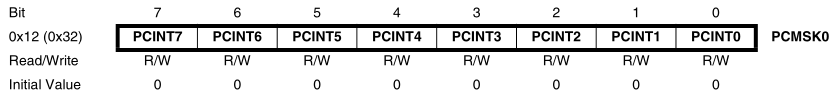 Bit 7 6 5 4 3 2 1 0
0x12 (0x32) PCINT7 PCINT6 PCINT5 PCINT4 PCINT3 PCINT2 PCINT1 PCINT0 PCMSK0
Read/Write R/W R/W R/W R/W R/W R/W R/W R/W
Initial Value 0 0 0 0 0 0 0 0